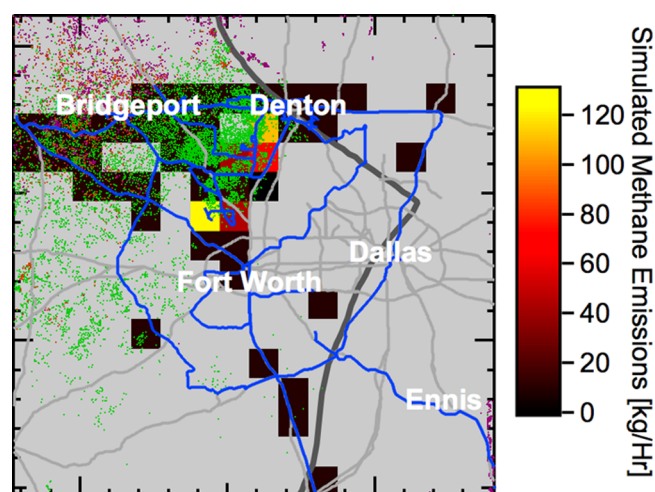 Bridgeport
Denton
Dallas
Fort Worth
Ennis
120
100
80
60
40
20
0
Simulated Methane Emissions [kg/Hr]